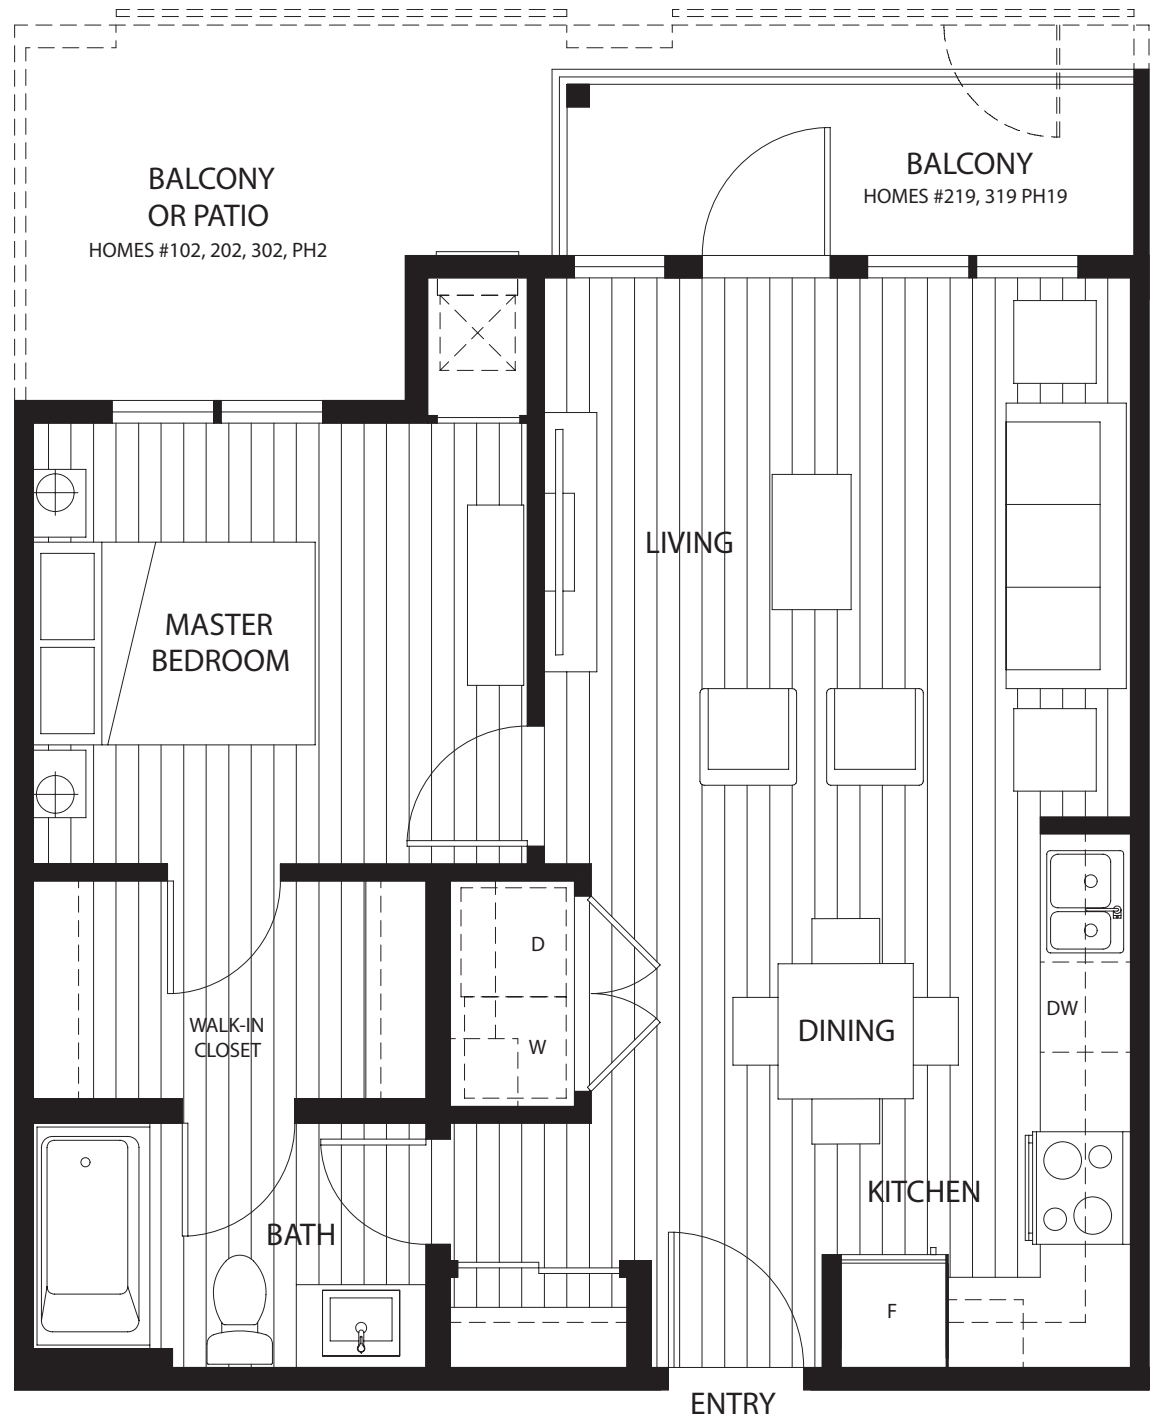 BALCONY
OR PATIO
HOMES #102, 202, 302, PH2
BALCONY
HOMES #219, 319 PH19
LIVING
MASTER
BEDROOM
D
W
WALK-IN
CLOSET
DINING
DW
KITCHEN
BATH
F
ENTRY